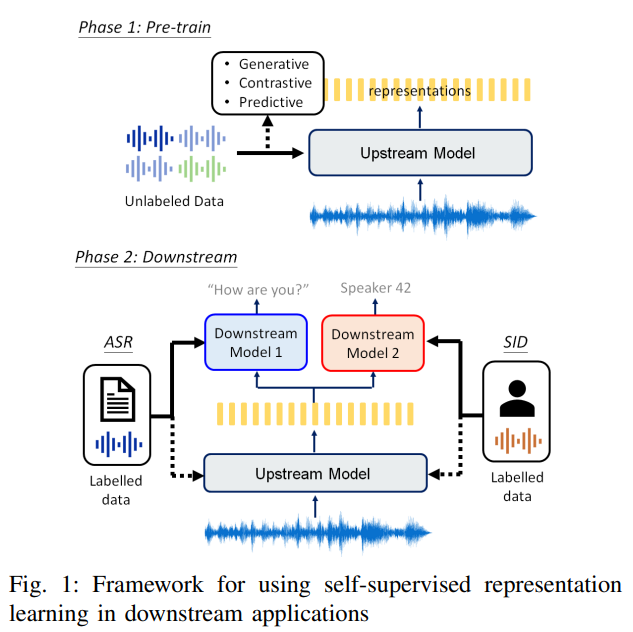 Phase 1: Pre-train
• Generative
• Contrastive
• Predictive
representations
Upstream Model
Unlabeled Data
Phase 2: Downstream
"How are you?"
Speaker 42
ASR
Downstream
Model 1
Downstream
Model 2
SID
Labelled
data
Upstream Model
Labelled
data
Fig. 1: Framework for using self-supervised representation
learning in downstream applications